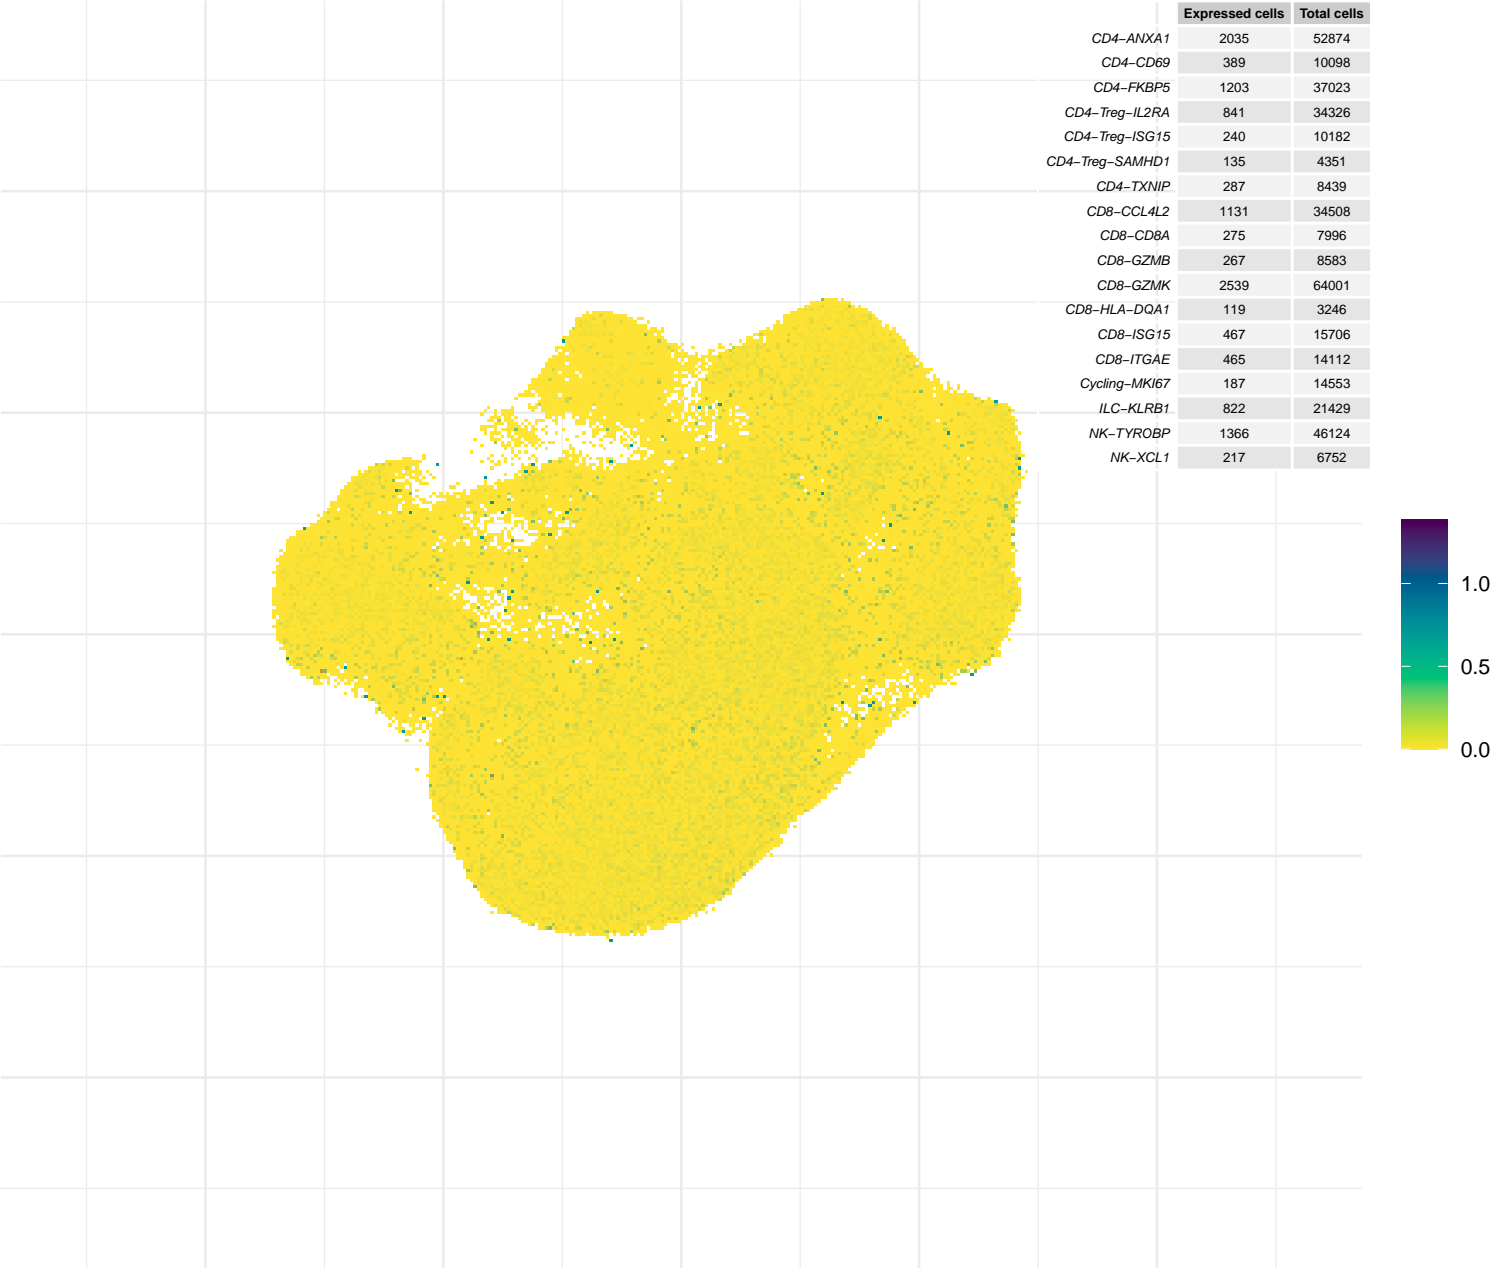 Expressed cells Total cells
CD4−ANXA1 2035 52874
CD4−CD69 389 10098
CD4−FKBP5 1203 37023
CD4−Treg−IL2RA 841 34326
CD4−Treg−ISG15 240 10182
CD4−Treg−SAMHD1 135 4351
CD4−TXNIP 287 8439
CD8−CCL4L2 1131 34508
CD8−CD8A 275 7996
CD8−GZMB 267 8583
CD8−GZMK 2539 64001
CD8−HLA−DQA1 119 3246
CD8−ISG15 467 15706
CD8−ITGAE 465 14112
Cycling−MKI67 187 14553
ILC−KLRB1 822 21429
NK−TYROBP 1366 46124
NK−XCL1 217 6752
1.0
0.5
0.0